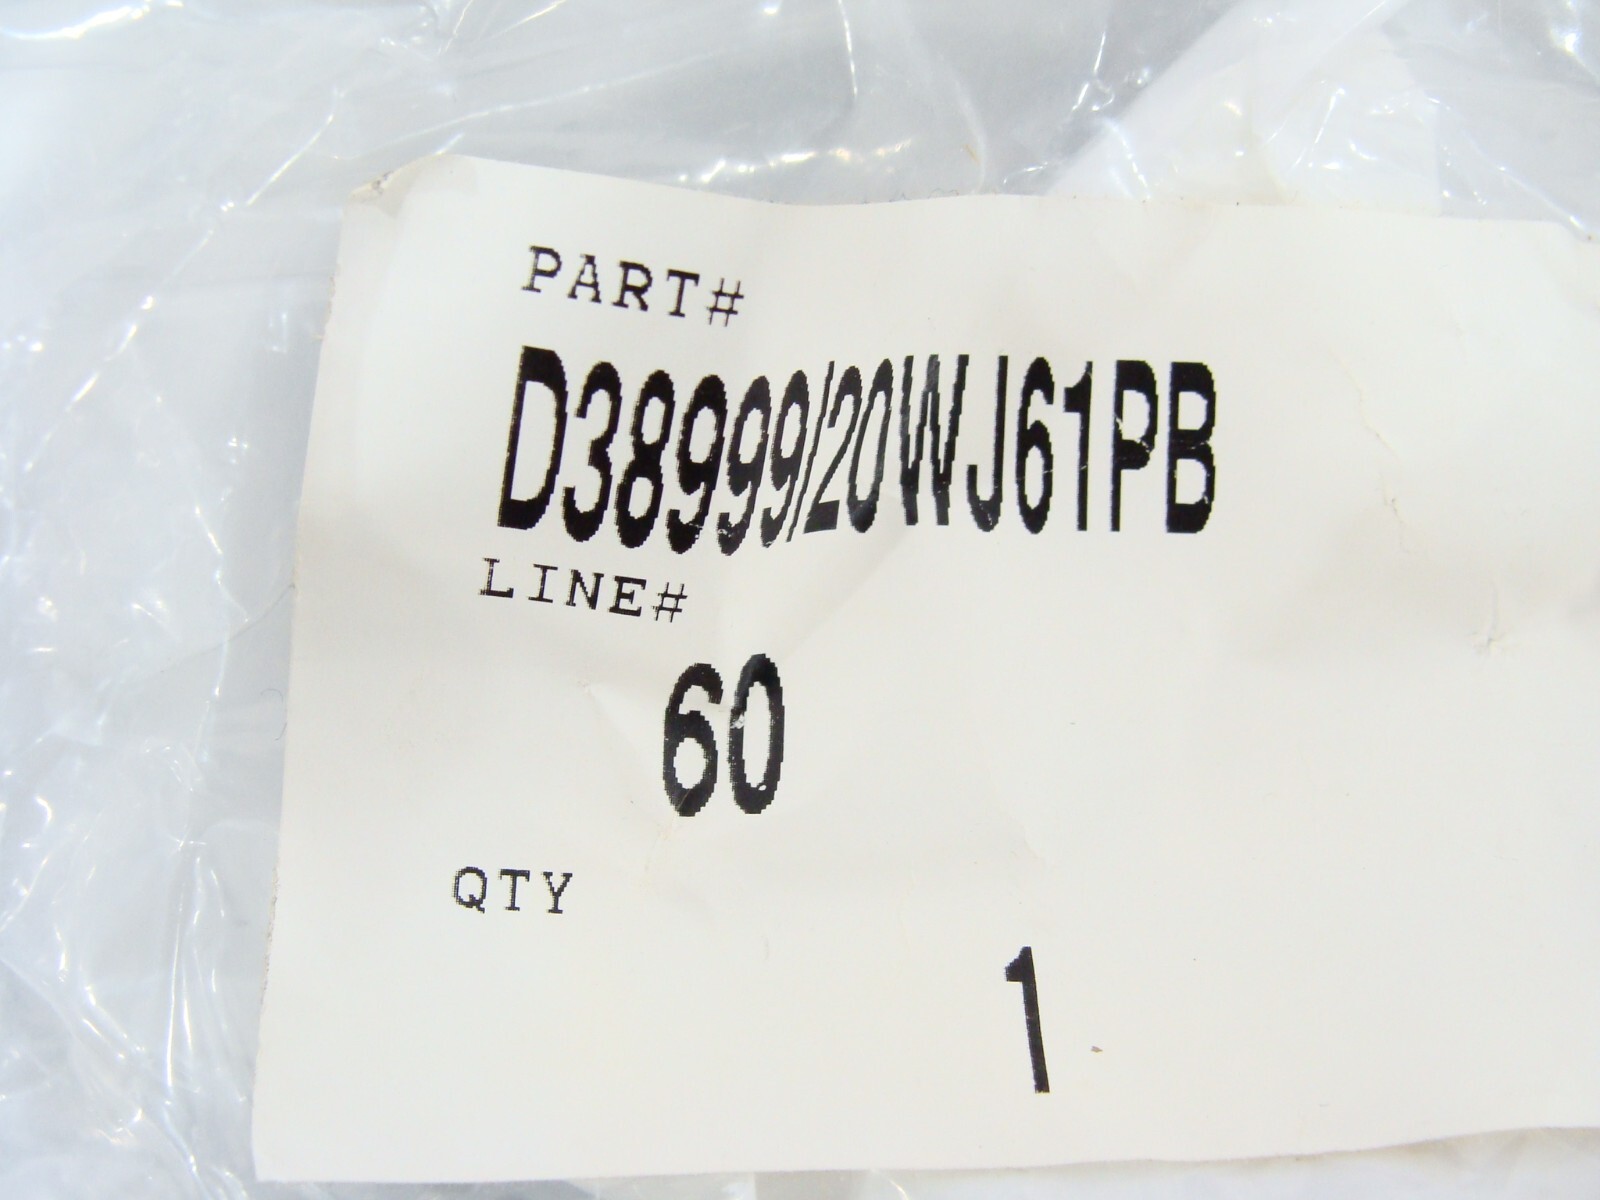 PART#
D38999/20WJ61PB
LINE#
60
QTY
1